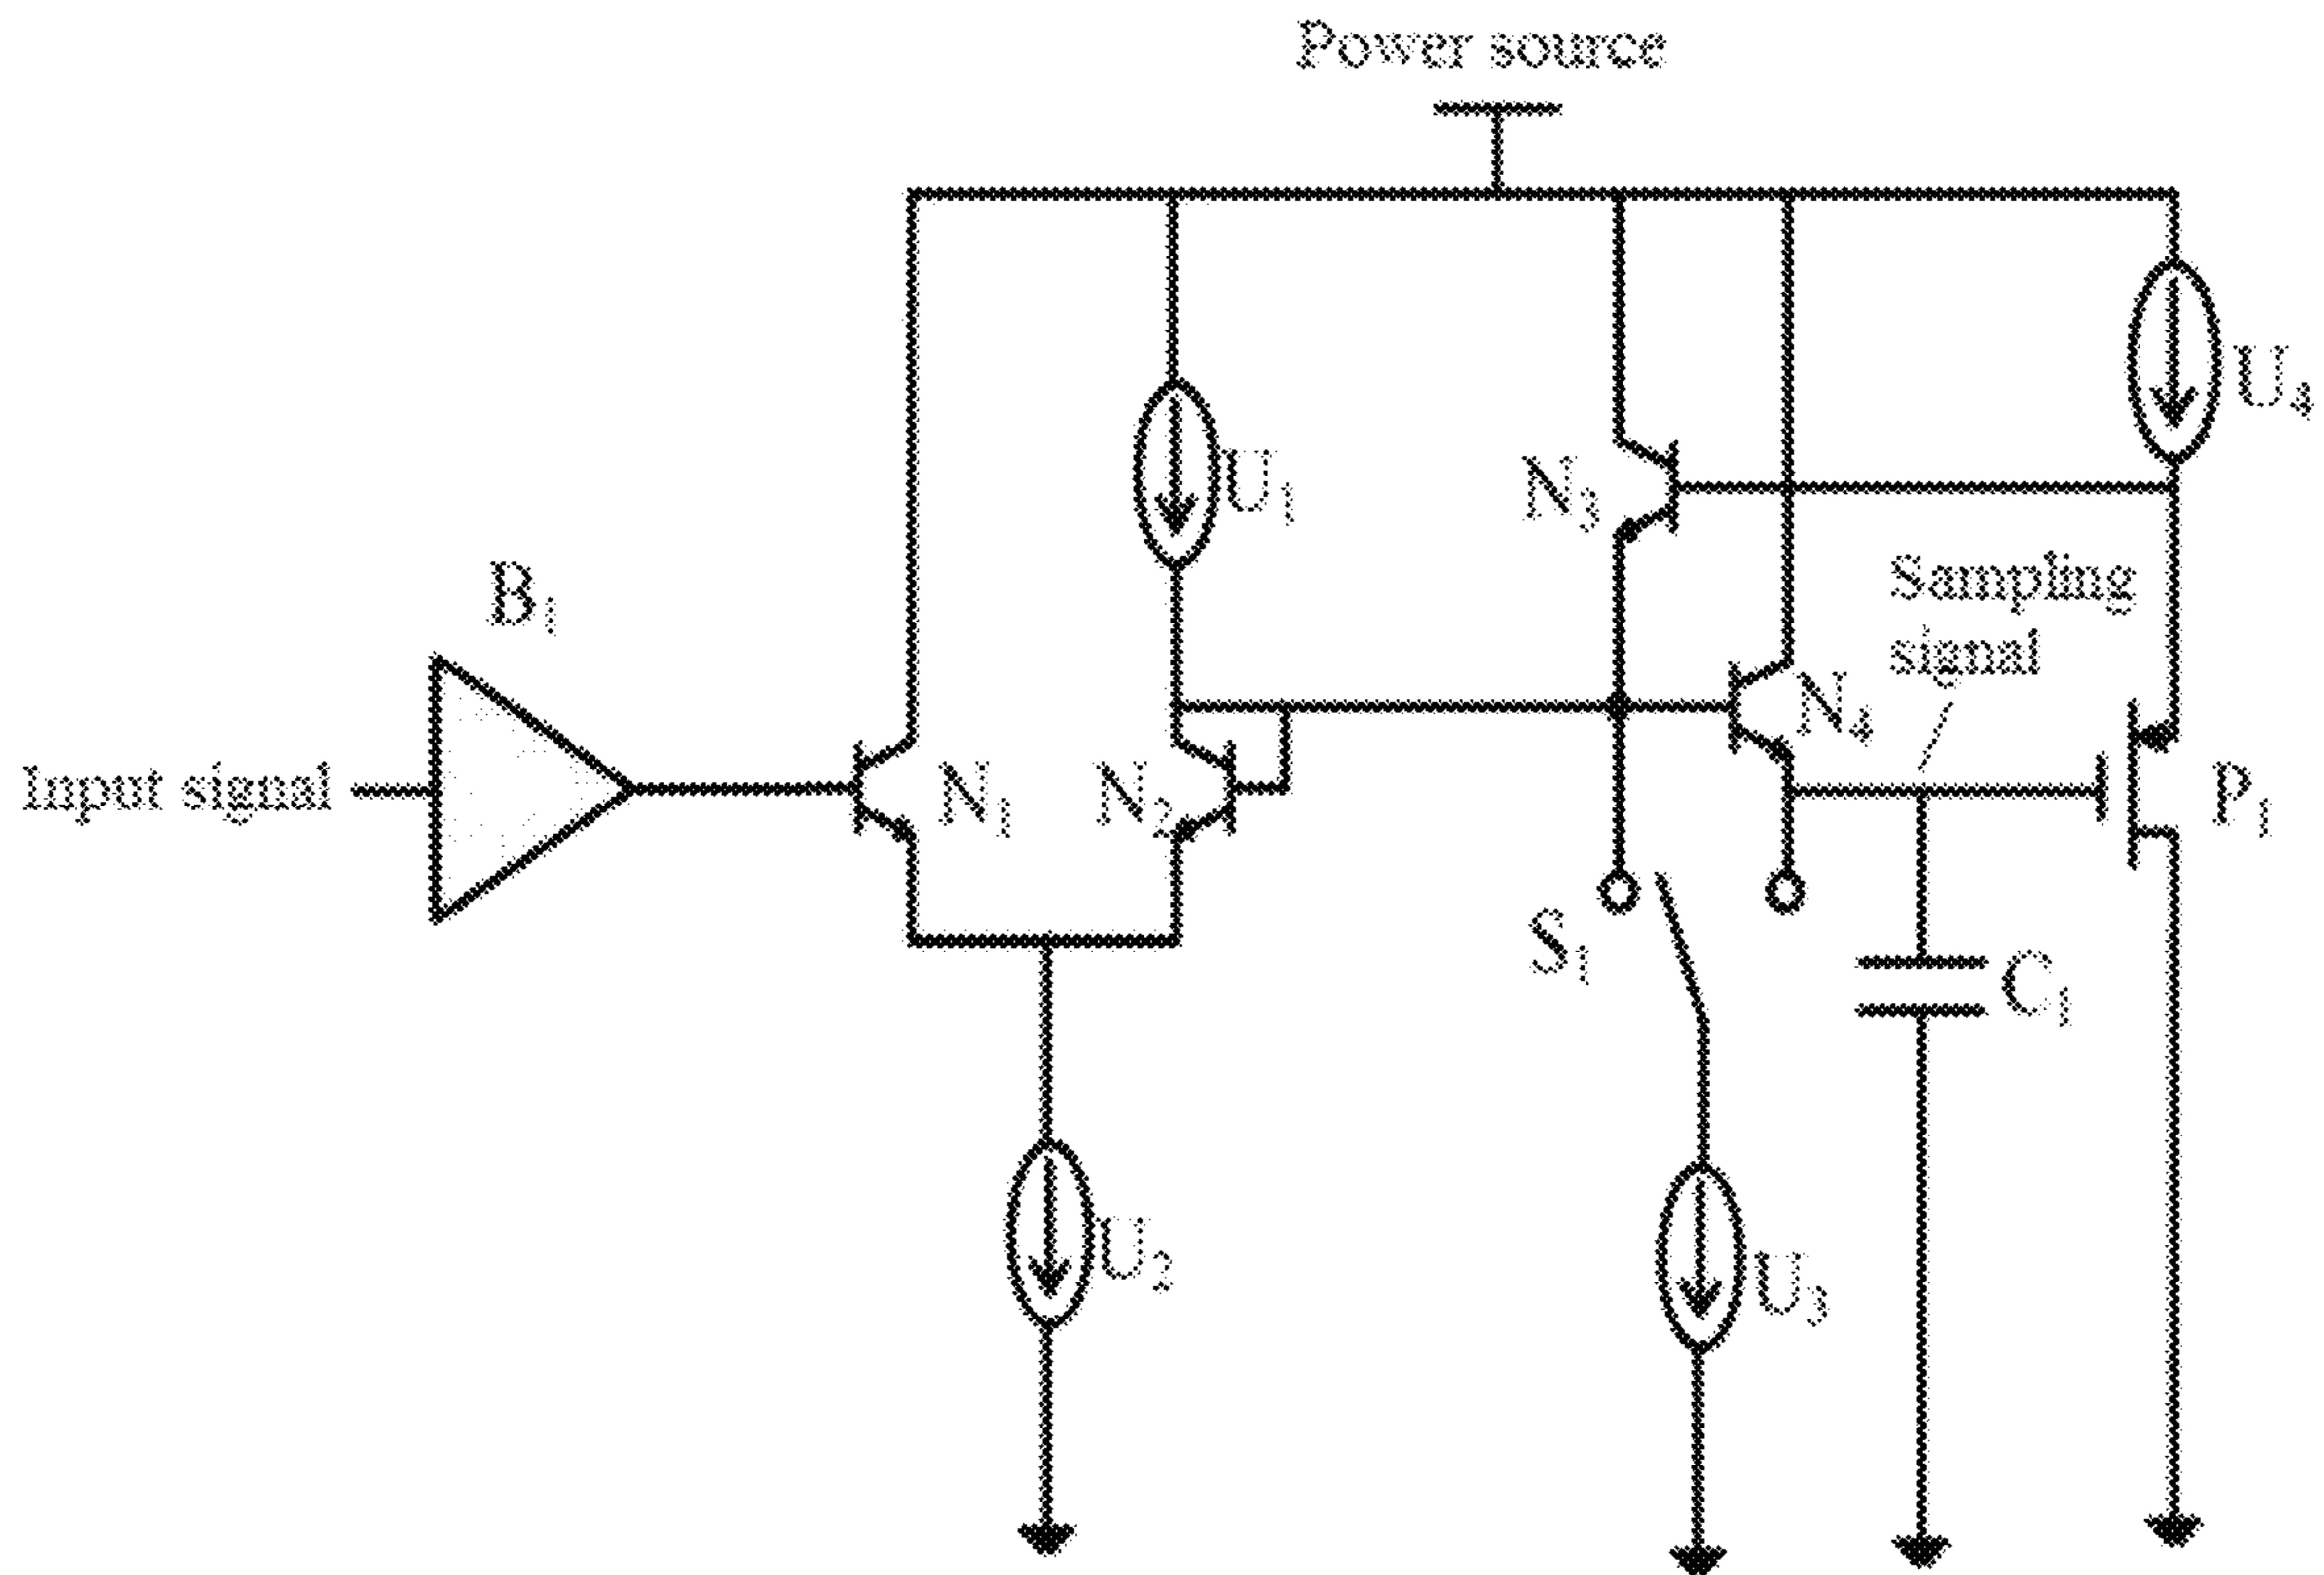 Power source
U₄
N₃
U₁
Sampling
signal
B₁
N₄
Input signal
N₁
N₂
P₁
S₁
C₁
U₂
U₃